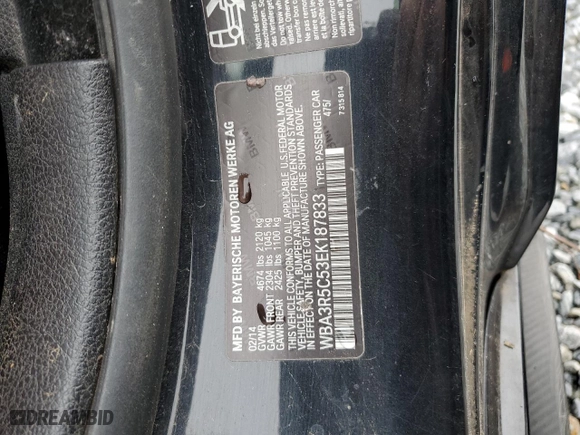 MFD BY BAYERISCHE MOTOREN WERKE AG
02/14
GVWR 4674 lbs 2120 kg
GAWR FRONT 2304 lbs 1045 kg
GAWR REAR 2425 lbs 1100 kg
THIS VEHICLE CONFORMS TO ALL APPLICABLE U.S. FEDERAL MOTOR
VEHICLE SAFETY, BUMPER AND THEFT PREVENTION STANDARDS
IN EFFECT ON THE DATE OF MANUFACTURE SHOWN ABOVE.
WBA3R5C53EK187833 TYPE: PASSENGER CAR
475/
7 315 814
DREAMBID